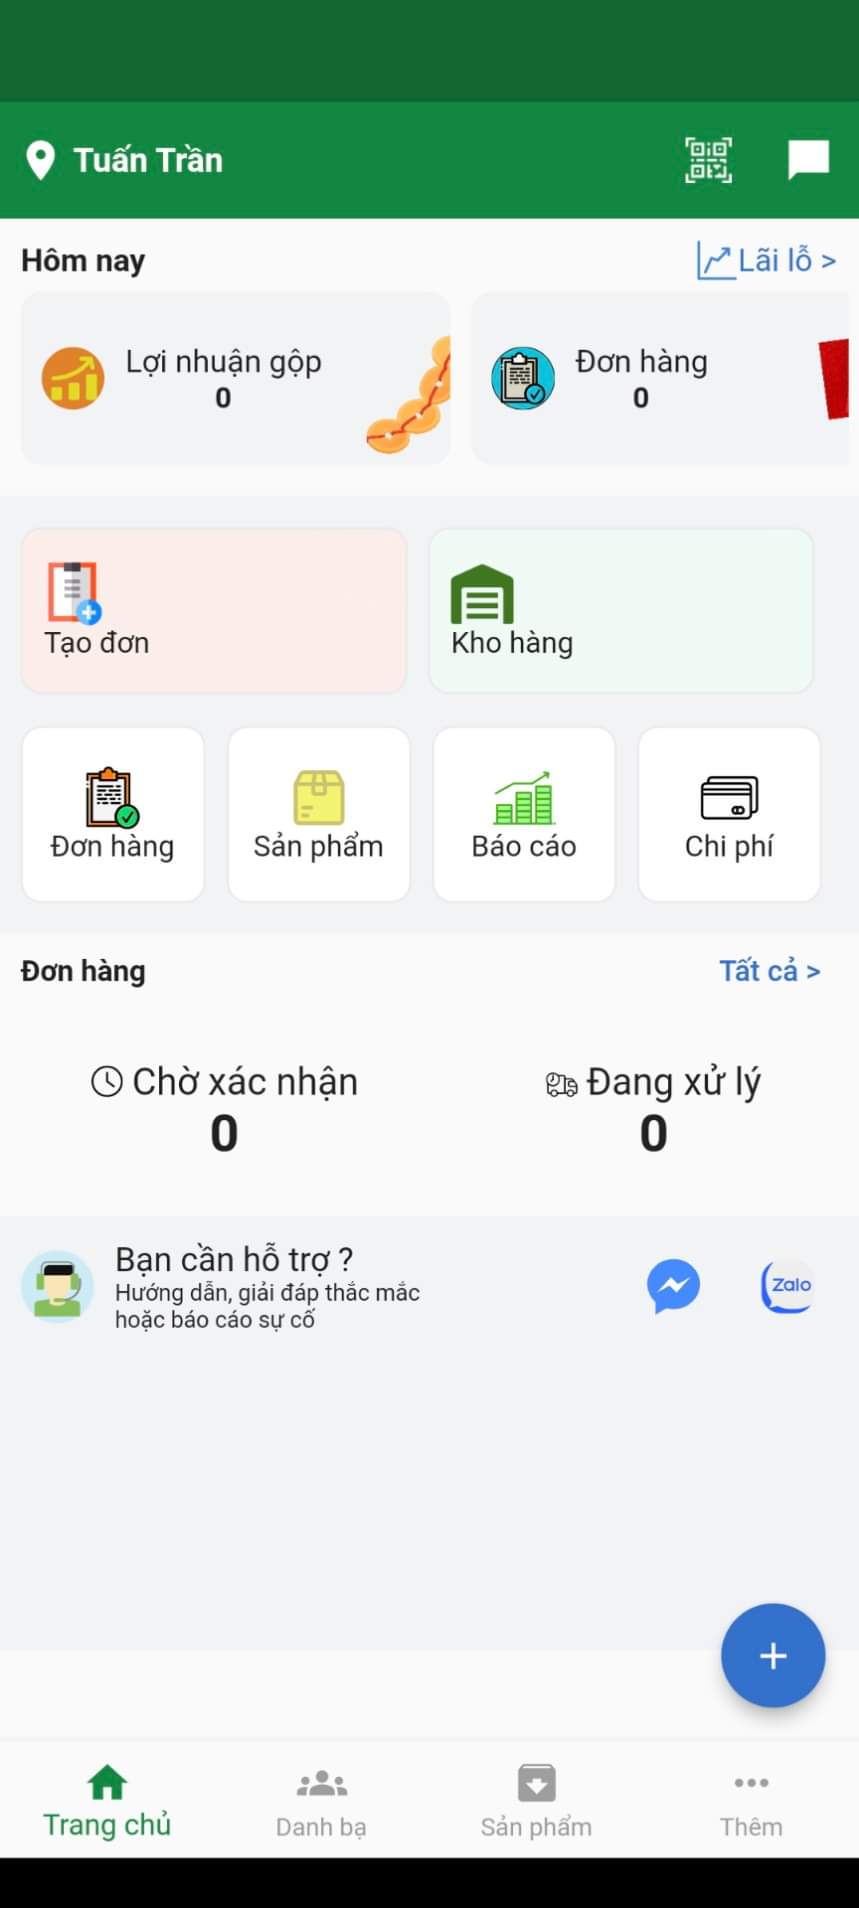 Tuấn Trần
Hôm nay
Lãi lỗ >
Lợi nhuận gộp
0
Đơn hàng
0
Tạo đơn
Kho hàng
Đơn hàng
Sản phẩm
Báo cáo
Chi phí
Đơn hàng
Tất cả >
Chờ xác nhận
0
Đang xử lý
0
Bạn cần hỗ trợ ?
Hướng dẫn, giải đáp thắc mắc
hoặc báo cáo sự cố
Zalo
Trang chủ
Danh bạ
Sản phẩm
Thêm